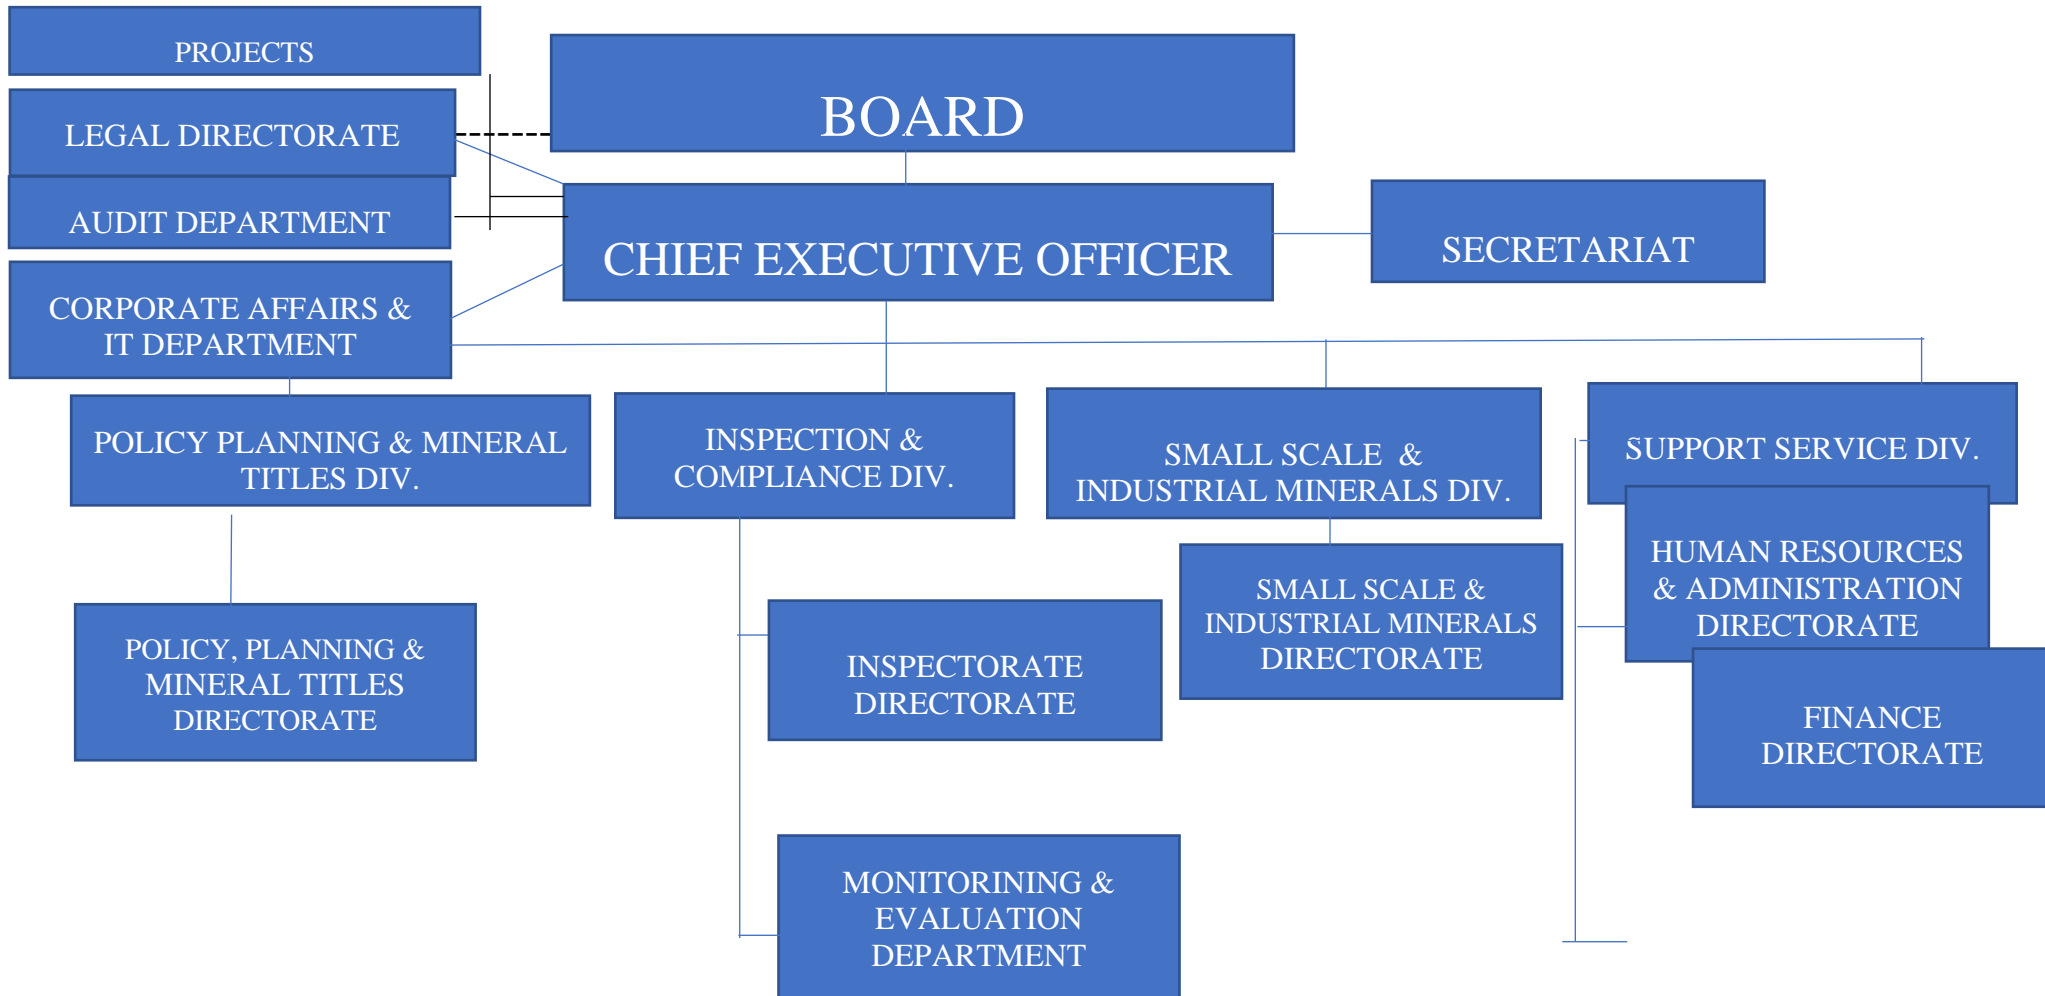 PROJECTS
BOARD
LEGAL DIRECTORATE
AUDIT DEPARTMENT
CHIEF EXECUTIVE OFFICER
SECRETARIAT
CORPORATE AFFAIRS &
IT DEPARTMENT
POLICY PLANNING & MINERAL
TITLES DIV.
INSPECTION &
COMPLIANCE DIV.
SMALL SCALE &
INDUSTRIAL MINERALS DIV.
SUPPORT SERVICE DIV.
POLICY, PLANNING &
MINERAL TITLES
DIRECTORATE
INSPECTORATE
DIRECTORATE
SMALL SCALE &
INDUSTRIAL MINERALS
DIRECTORATE
HUMAN RESOURCES
& ADMINISTRATION
DIRECTORATE
FINANCE
DIRECTORATE
MONITORINING &
EVALUATION
DEPARTMENT